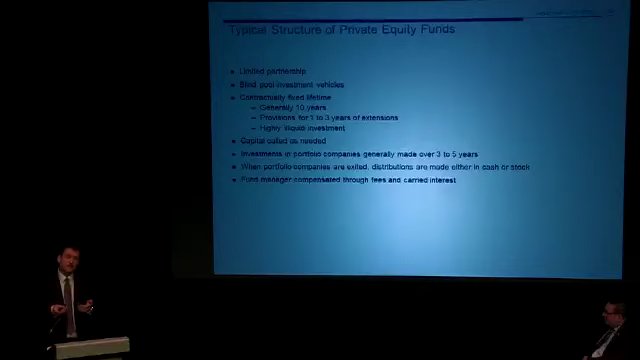 Typical Structure of Private Equity Funds
Limited partnership
Blind pool-investment vehicles
Contractually fixed lifetime
Generally 10 years
Provisions for 1 to 3 years of extensions
Highly illiquid investment
Capital called as needed
Investments in portfolio companies generally made over 3 to 5 years
When portfolio companies are exited, distributions are made either in cash or stock
Fund manager compensated through fees and carried interest